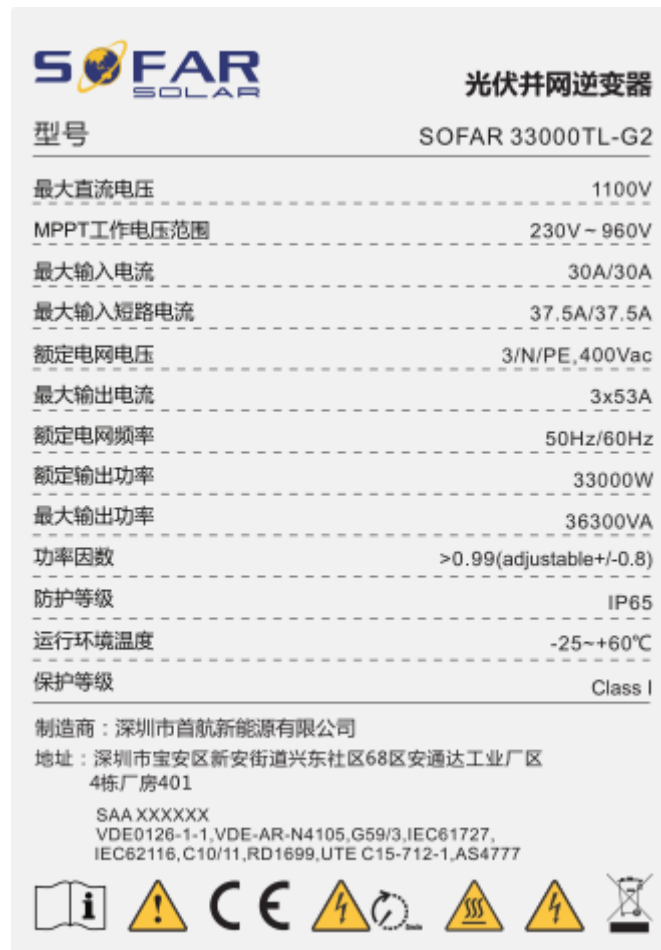 SOFAR
SOLAR
光伏并网逆变器
型号 SOFAR 33000TL-G2
最大直流电压 1100V
MPPT工作电压范围 230V~960V
最大输入电流 30A/30A
最大输入短路电流 37.5A/37.5A
额定电网电压 3/N/PE,400Vac
最大输出电流 3x53A
额定电网频率 50Hz/60Hz
额定输出功率 33000W
最大输出功率 36300VA
功率因数 >0.99(adjustable+/-0.8)
防护等级 IP65
运行环境温度 -25~+60℃
保护等级 Class I
制造商：深圳市首航新能源有限公司
地址：深圳市宝安区新安街道兴东社区68区安通达工业厂区
4栋厂房401
SAA XXXXXX
VDE0126-1-1,VDE-AR-N4105,G59/3,IEC61727,
IEC62116,C10/11,RD1699,UTE C15-712-1,AS4777
i CE